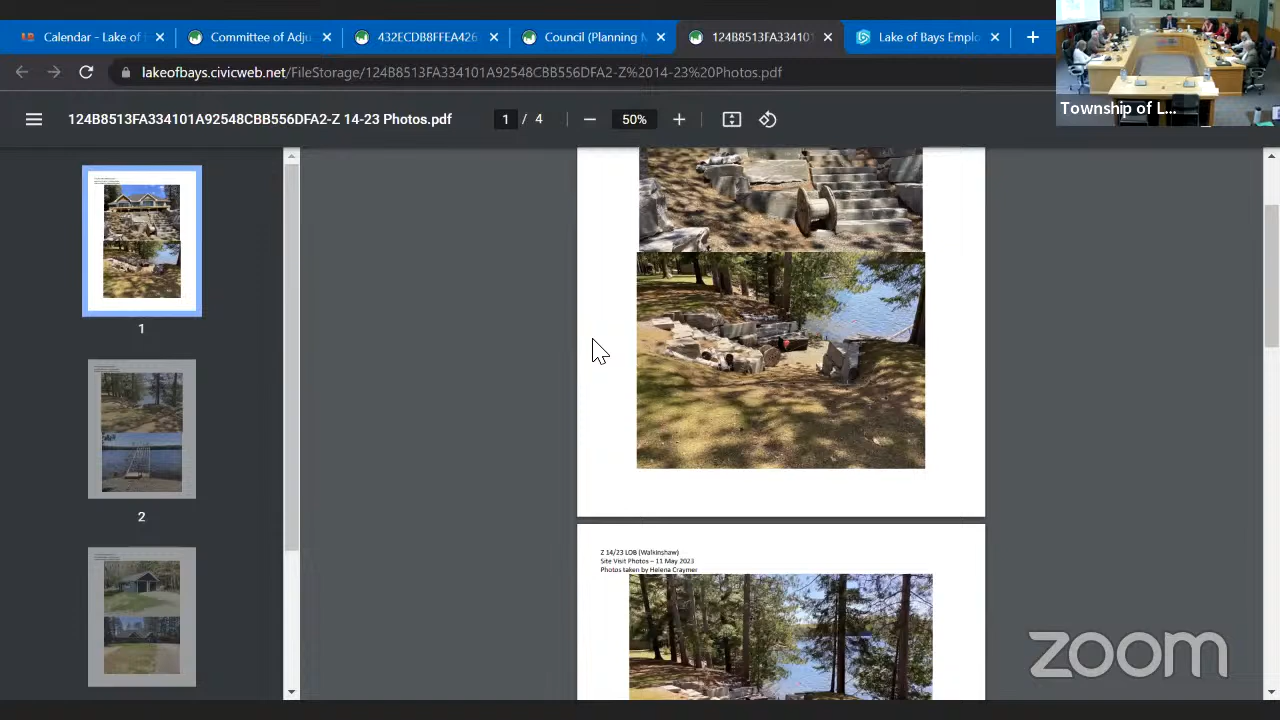 Calendar - Lake of
Committee of Adju
432ECDB8FFEA426
Council (Planning M
124B8513FA334101
Lake of Bays Emplo
lakeofbays.civicweb.net/FileStorage/124B8513FA334101A92548CBB556DFA2-Z%2014-23%20Photos.pdf
Township of L...
124B8513FA334101A92548CBB556DFA2-Z 14-23 Photos.pdf
1 / 4
50%
1
2
Z 14/23 LOB (Walkinshaw)
Site Visit Photos – 11 May 2023
Photos taken by Helena Craymer
zoom